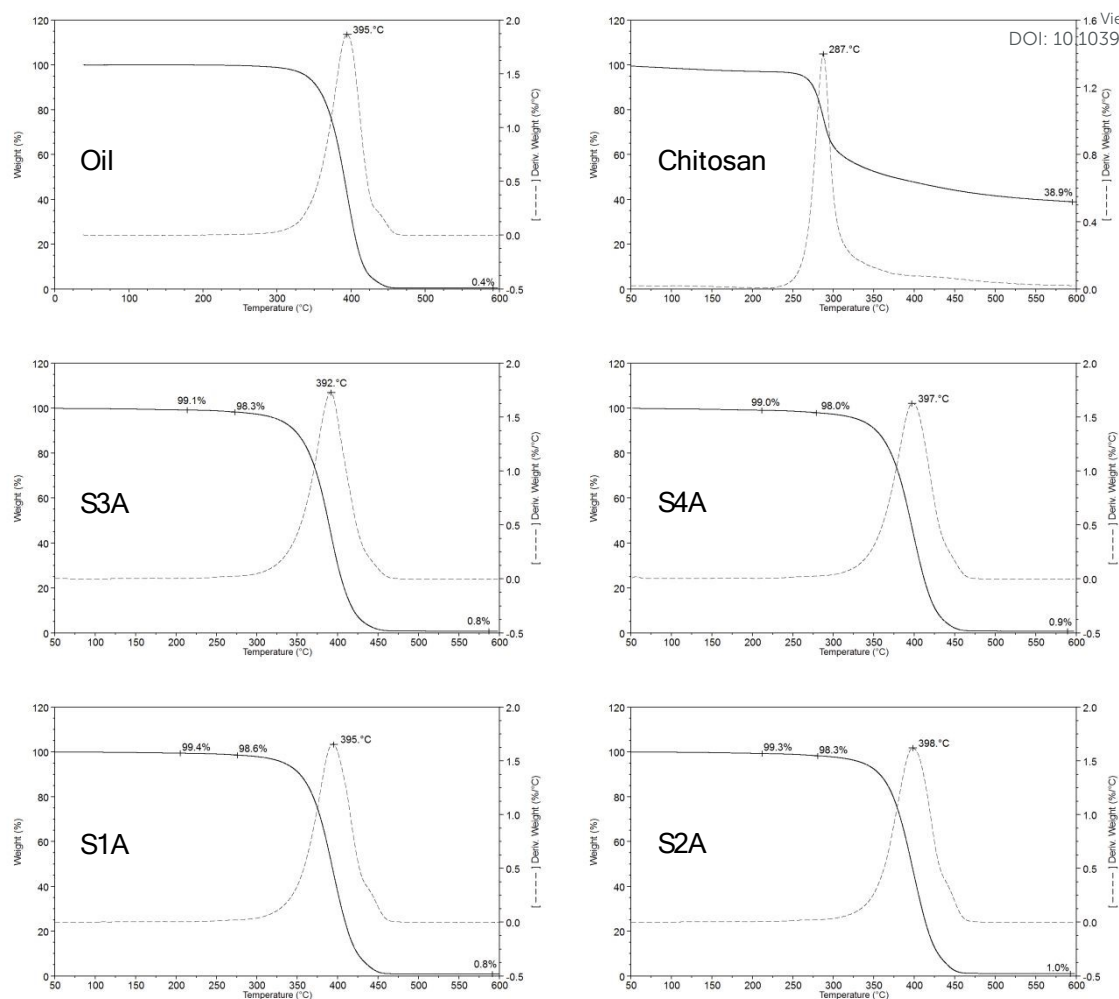 Vie
DOI: 10.1039
120
100
80
60
40
20
0
Weight (%)
395.°C
Oil
0.4%
2.0
1.5
1.0
0.5
0.0
-0.5
[ – – – – ] Deriv. Weight (%/°C)
0 50 100 150 200 250 300 350 400 450 500 550 600
Temperature (°C)
120
100
80
60
40
20
0
Weight (%)
287.°C
Chitosan
38.9%
1.6
1.2
0.8
0.4
0.0
[ – – – – ] Deriv. Weight (%/°C)
50 100 150 200 250 300 350 400 450 500 550 600
Temperature (°C)
120
100
80
60
40
20
0
Weight (%)
392.°C
99.1%
98.3%
S3A
0.8%
2.0
1.5
1.0
0.5
0.0
-0.5
[ – – – – ] Deriv. Weight (%/°C)
50 100 150 200 250 300 350 400 450 500 550 600
Temperature (°C)
120
100
80
60
40
20
0
Weight (%)
397.°C
99.0%
98.0%
S4A
0.9%
2.0
1.5
1.0
0.5
0.0
-0.5
[ – – – – ] Deriv. Weight (%/°C)
50 100 150 200 250 300 350 400 450 500 550 600
Temperature (°C)
120
100
80
60
40
20
0
Weight (%)
395.°C
99.4%
98.6%
S1A
0.8%
2.0
1.5
1.0
0.5
0.0
-0.5
[ – – – – ] Deriv. Weight (%/°C)
50 100 150 200 250 300 350 400 450 500 550 600
Temperature (°C)
120
100
80
60
40
20
0
Weight (%)
398.°C
99.3%
98.3%
S2A
1.0%
2.0
1.5
1.0
0.5
0.0
-0.5
[ – – – – ] Deriv. Weight (%/°C)
50 100 150 200 250 300 350 400 450 500 550 600
Temperature (°C)